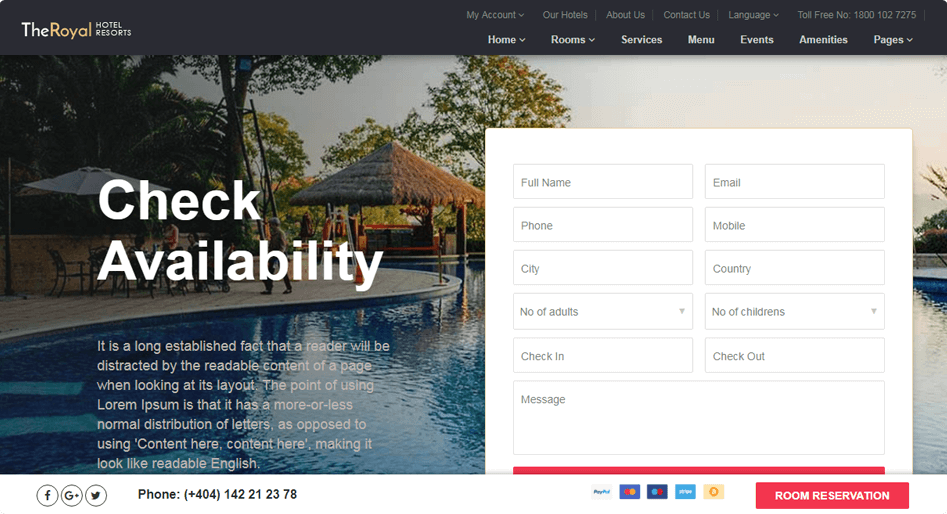 My Account Our Hotels About Us Contact Us Language Toll Free No: 1800 102 7275
TheRoyal HOTEL RESORTS
Home Rooms Services Menu Events Amenities Pages
Check
Availability
It is a long established fact that a reader will be
distracted by the readable content of a page
when looking at its layout. The point of using
Lorem Ipsum is that it has a more-or-less
normal distribution of letters, as opposed to
using 'Content here, content here', making it
look like readable English.
Full Name Email
Phone Mobile
City Country
No of adults No of childrens
Check In Check Out
Message
f G+ Phone: (+404) 142 21 23 78 PayPal stripe ROOM RESERVATION